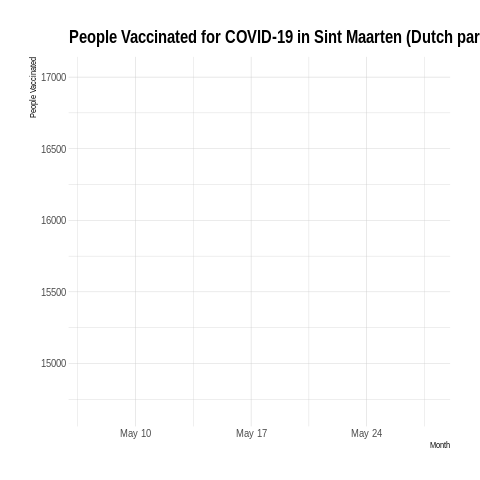 People Vaccinated for COVID-19 in Sint Maarten (Dutch par
People Vaccinated
17000
16500
16000
15500
15000
May 10
May 17
May 24
Month